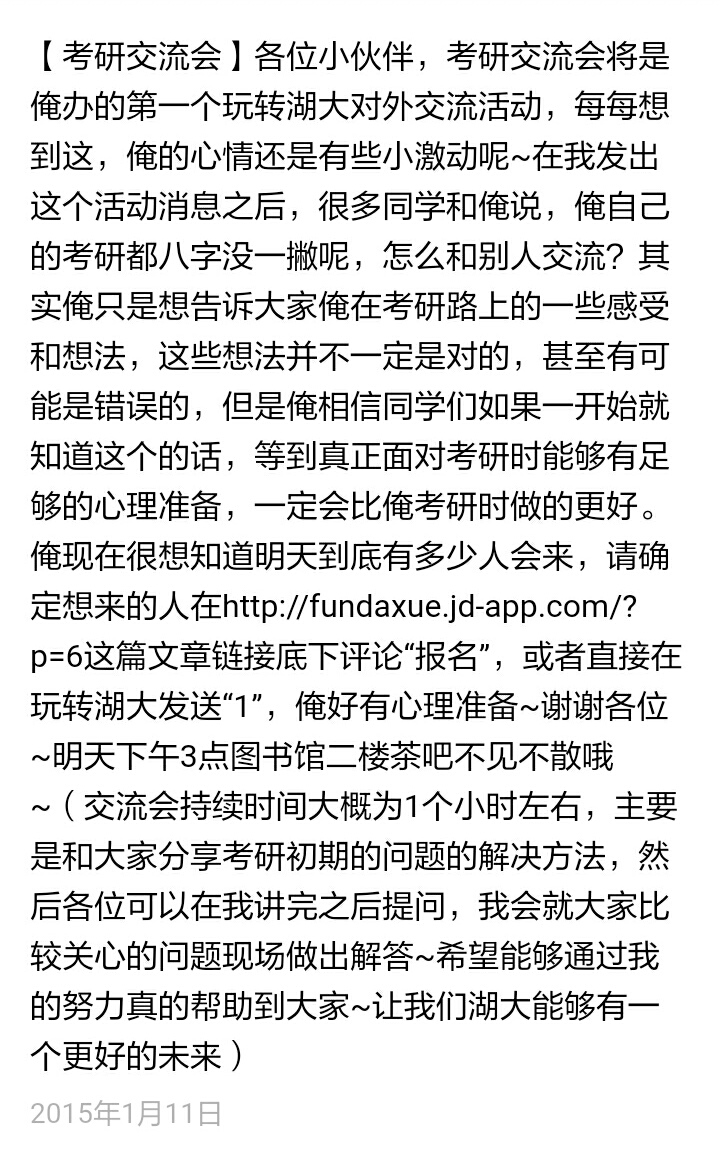 【考研交流会】各位小伙伴，考研交流会将是
俺办的第一个玩转湖大对外交流活动，每每想
到这，俺的心情还是有些小激动呢~在我发出
这个活动消息之后，很多同学和俺说，俺自己
的考研都八字没一撇呢，怎么和别人交流？其
实俺只是想告诉大家俺在考研路上的一些感受
和想法，这些想法并不一定是对的，甚至有可
能是错误的，但是俺相信同学们如果一开始就
知道这个的话，等到真正面对考研时能够有足
够的心理准备，一定会比俺考研时做的更好。
俺现在很想知道明天到底有多少人会来，请确
定想来的人在http://fundaxue.jd-app.com/?
p=6这篇文章链接底下评论“报名”，或者直接在
玩转湖大发送“1”，俺好有心理准备~谢谢各位
~明天下午3点图书馆二楼茶吧不见不散哦
~（交流会持续时间大概为1个小时左右，主要
是和大家分享考研初期的问题的解决方法，然
后各位可以在我讲完之后提问，我会就大家比
较关心的问题现场做出解答~希望能够通过我
的努力真的帮助到大家~让我们湖大能够有一
个更好的未来）
2015年1月11日